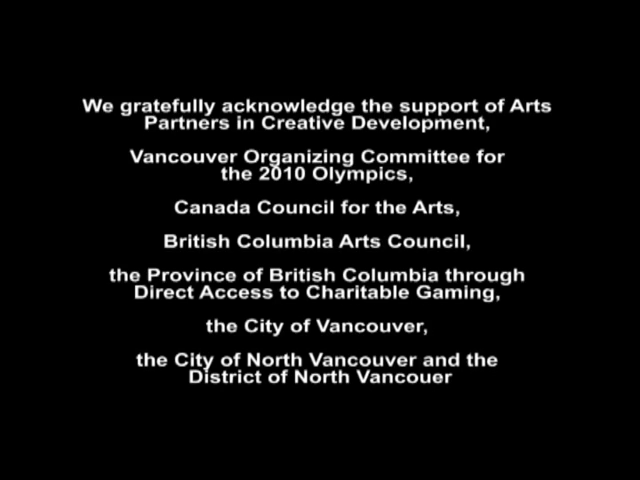 We gratefully acknowledge the support of Arts
Partners in Creative Development,
Vancouver Organizing Committee for
the 2010 Olympics,
Canada Council for the Arts,
British Columbia Arts Council,
the Province of British Columbia through
Direct Access to Charitable Gaming,
the City of Vancouver,
the City of North Vancouver and the
District of North Vancouer